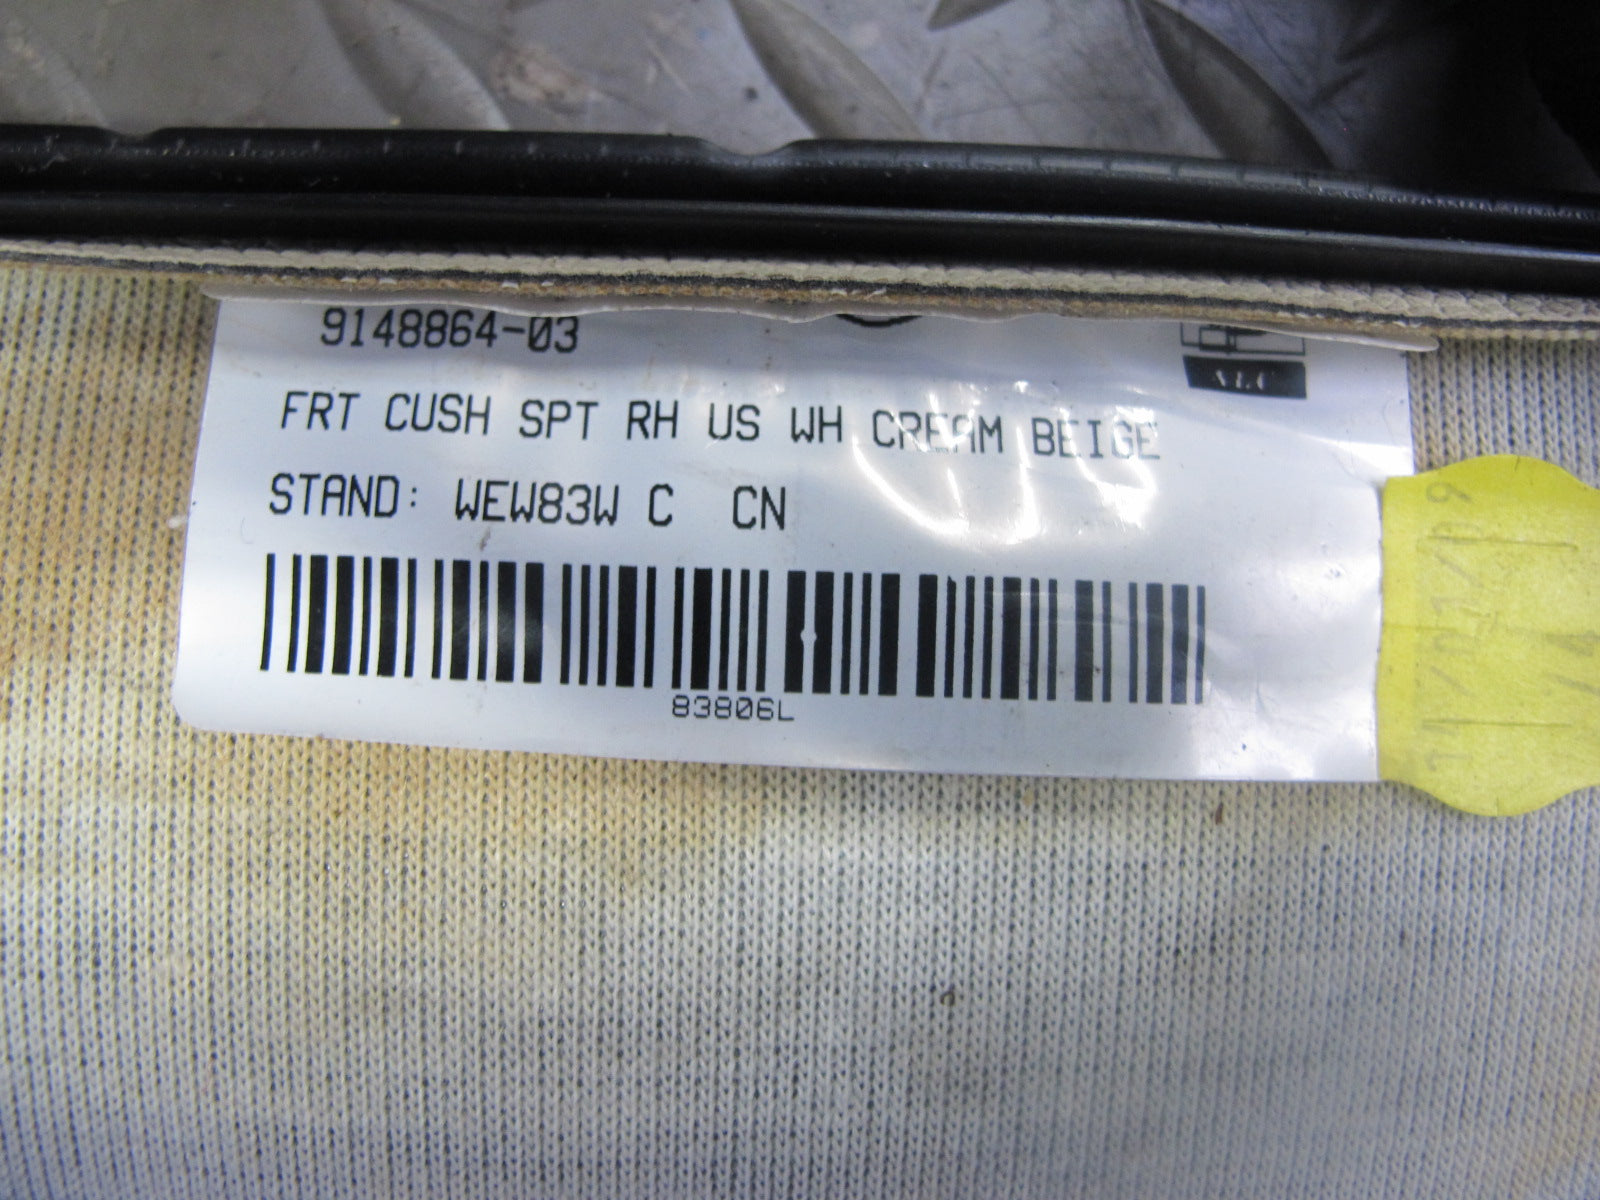 9148864-03
FRT CUSH SPT RH US WH CREAM BEIGE
STAND: WEW83W C CN
83806L